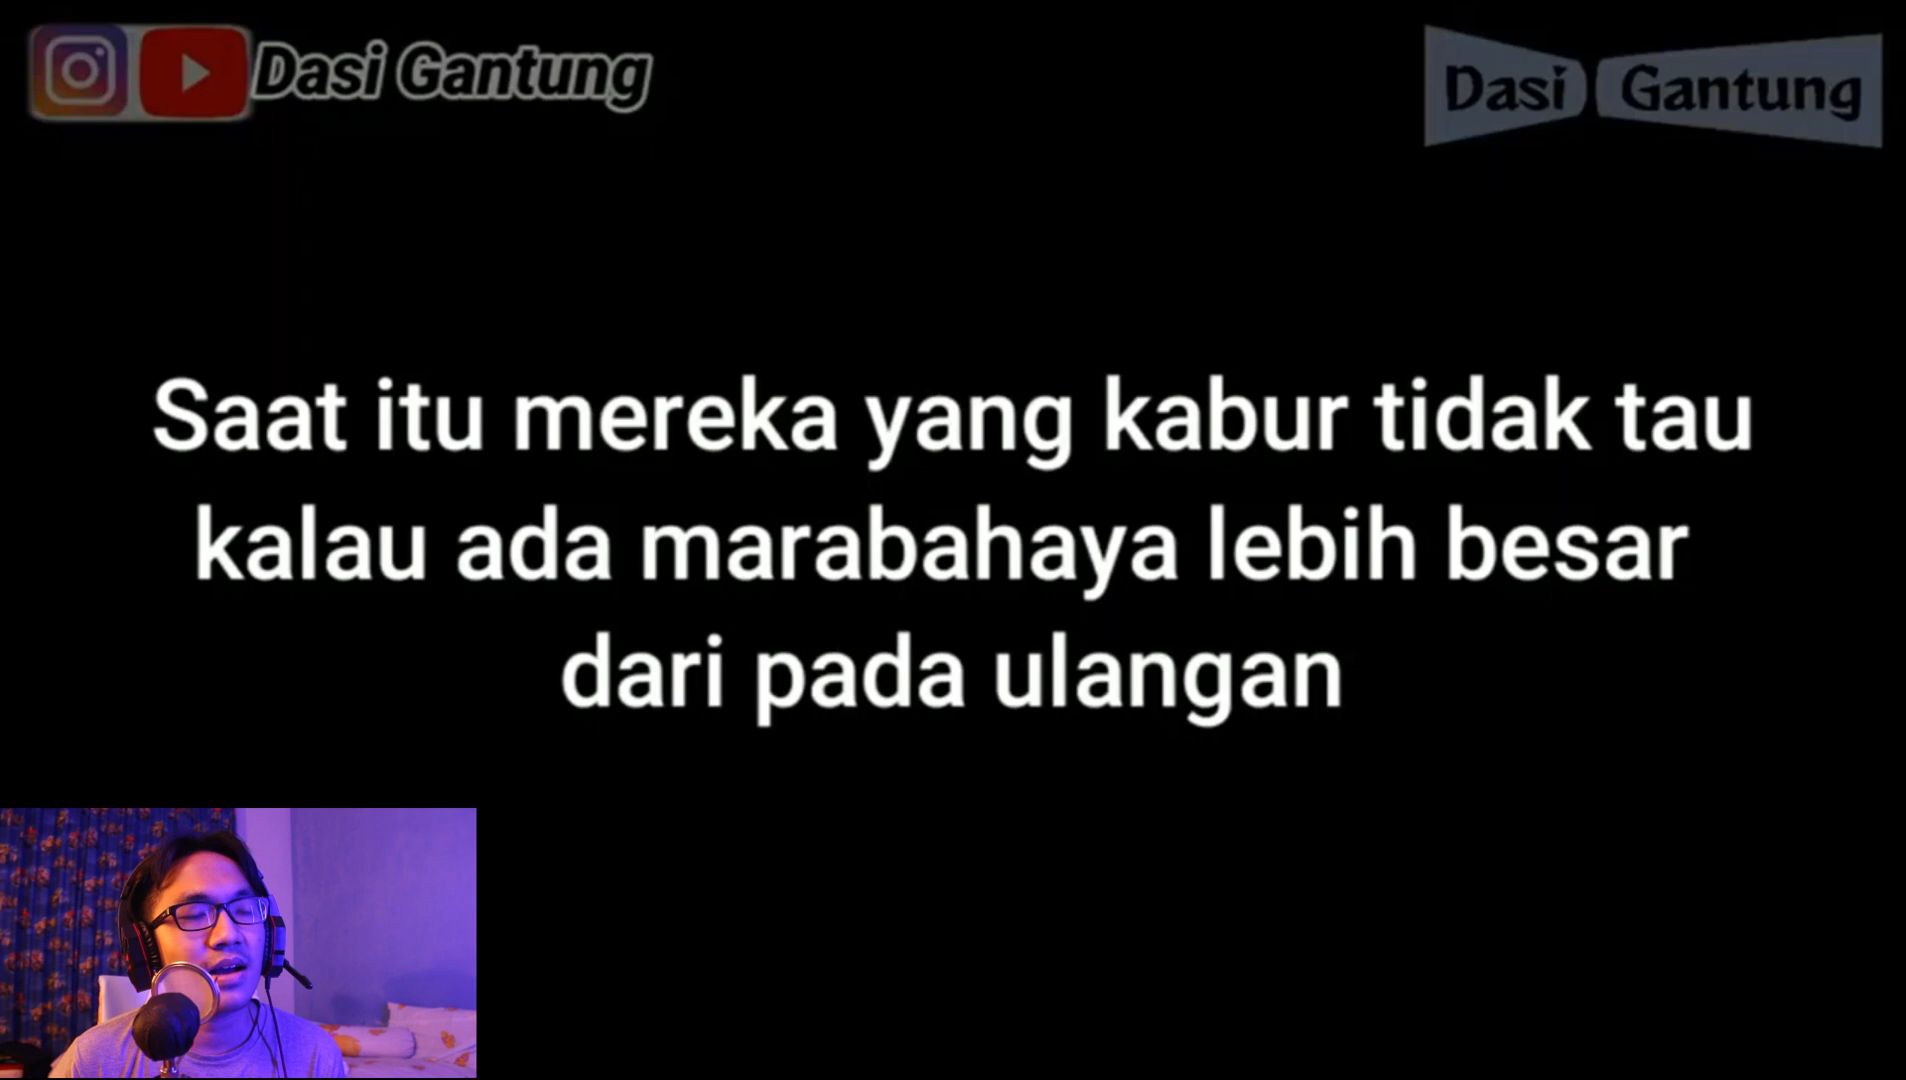 Dasi Gantung
Dasi Gantung
Saat itu mereka yang kabur tidak tau
kalau ada marabahaya lebih besar
dari pada ulangan